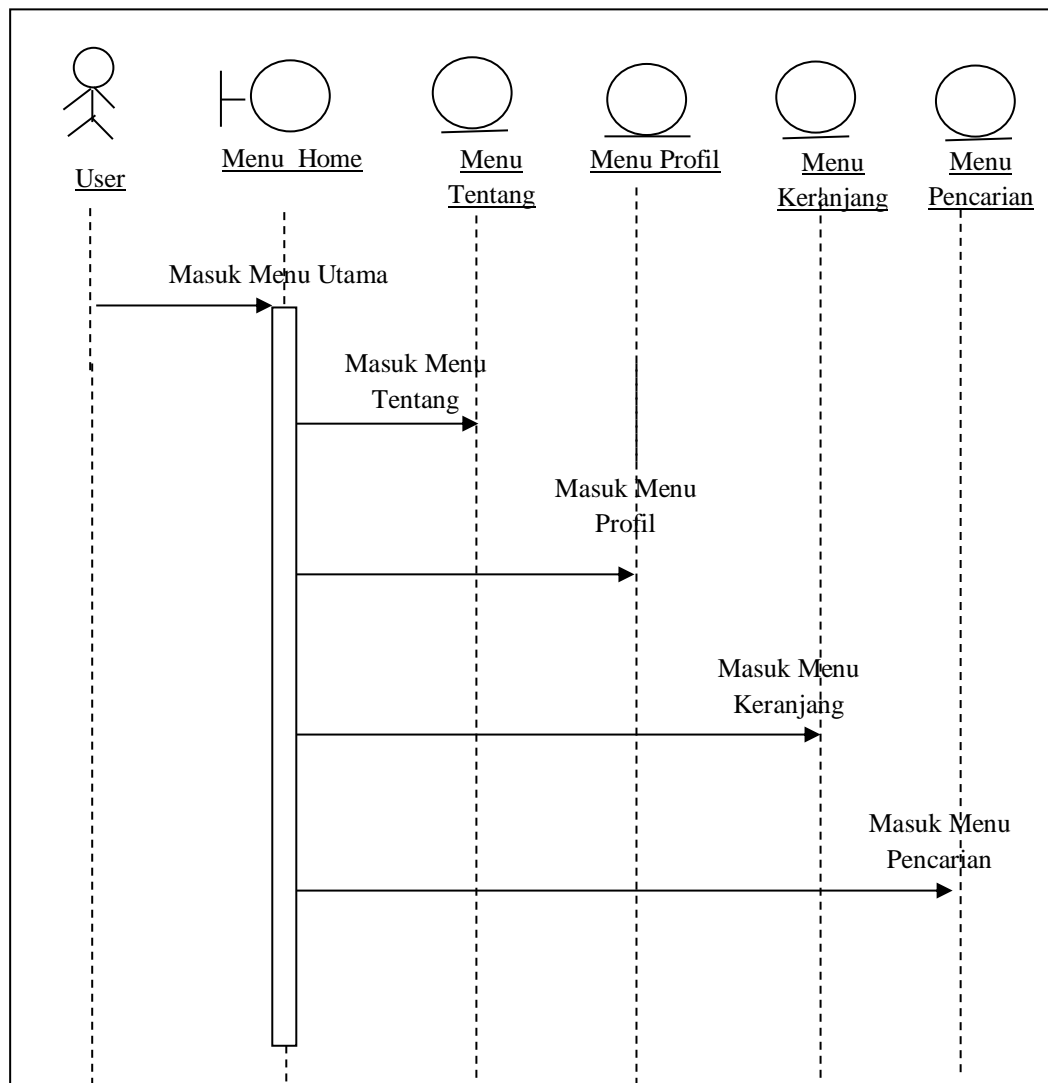 User
Menu Home
Menu
Tentang
Menu Profil
Menu
Keranjang
Menu
Pencarian
Masuk Menu Utama
Masuk Menu
Tentang
Masuk Menu
Profil
Masuk Menu
Keranjang
Masuk Menu
Pencarian